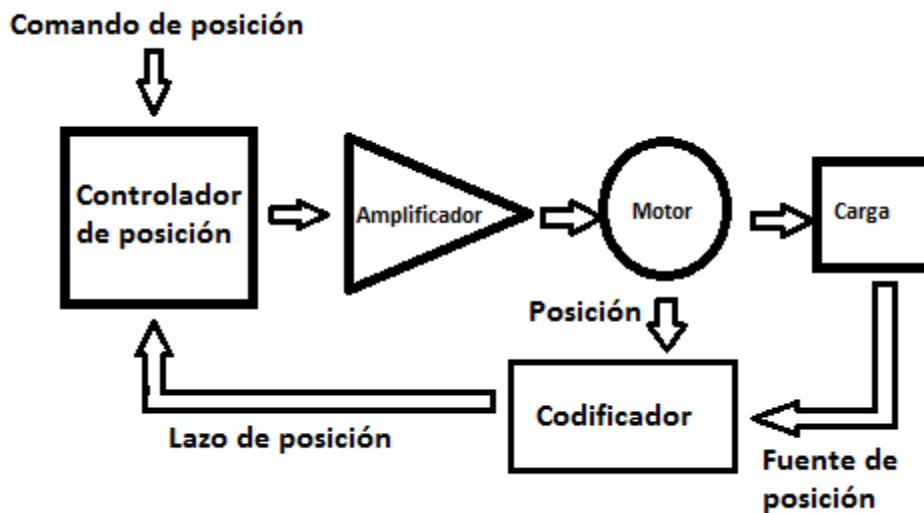 Comando de posición
Controlador
de posición
Amplificador
Motor
Carga
Posición
Codificador
Lazo de posición
Fuente de
posición